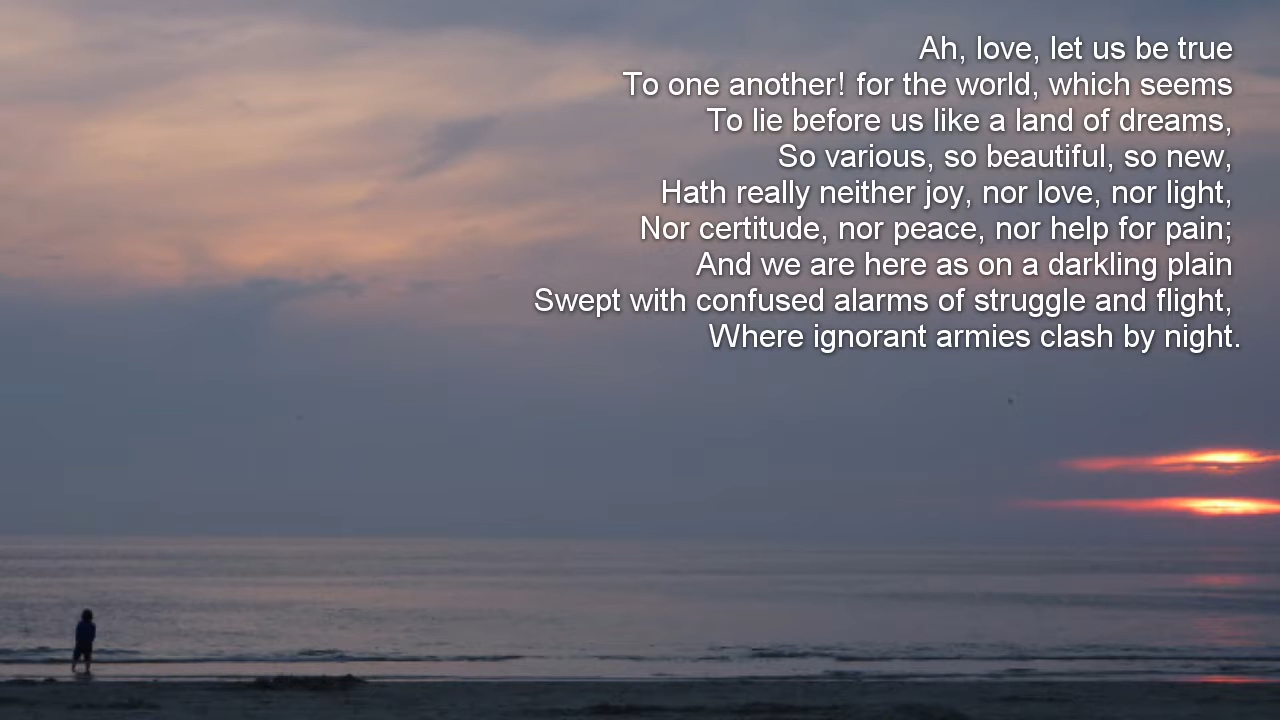 Ah, love, let us be true
To one another! for the world, which seems
To lie before us like a land of dreams,
So various, so beautiful, so new,
Hath really neither joy, nor love, nor light,
Nor certitude, nor peace, nor help for pain;
And we are here as on a darkling plain
Swept with confused alarms of struggle and flight,
Where ignorant armies clash by night.